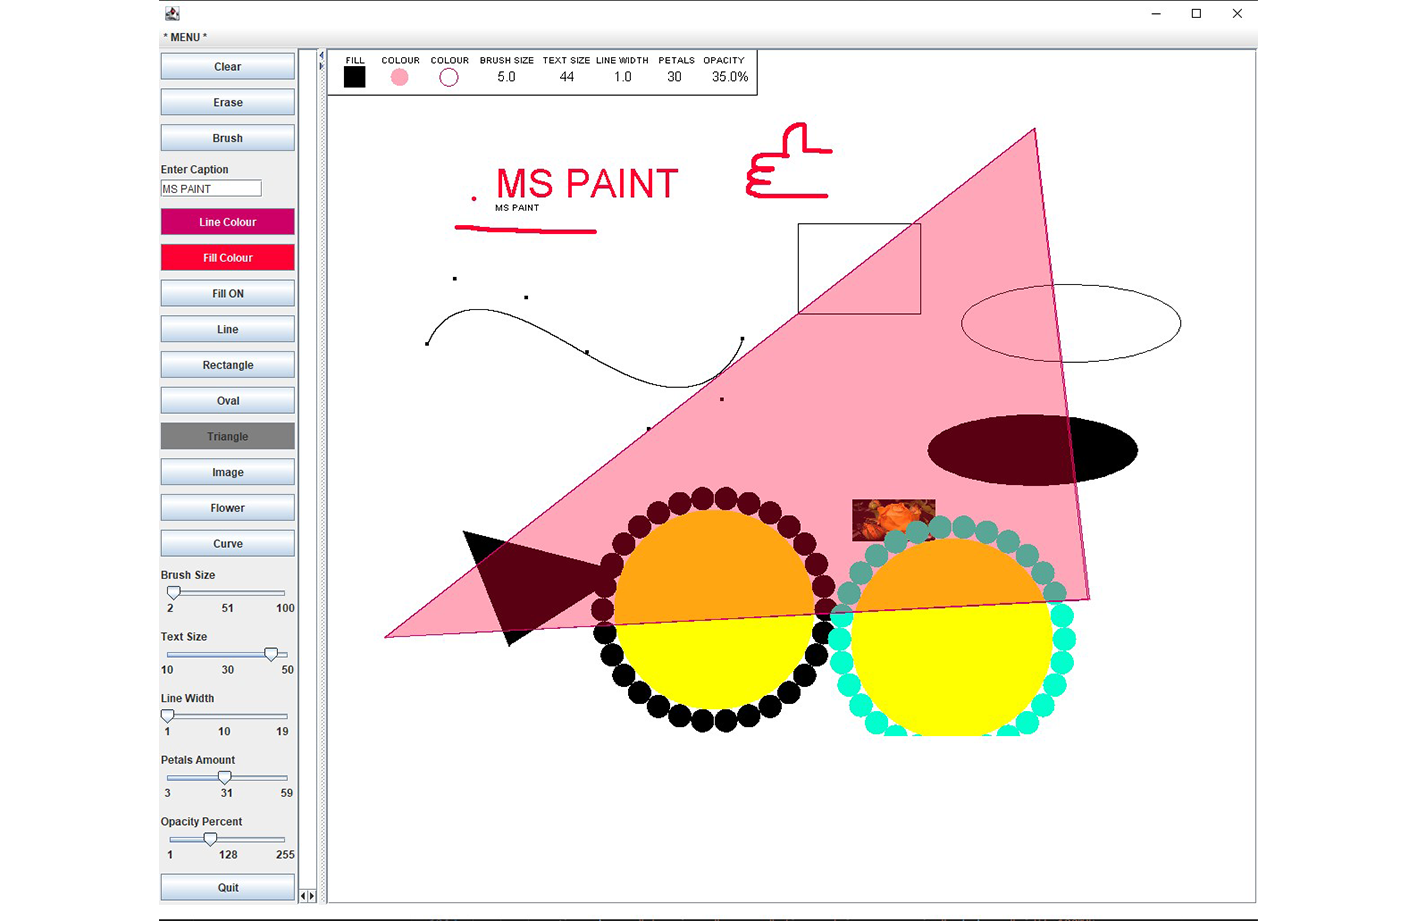 * MENU *
Clear
Erase
Brush
Enter Caption
MS PAINT
Line Colour
Fill Colour
Fill ON
Line
Rectangle
Oval
Triangle
Image
Flower
Curve
Brush Size
2 51 100
Text Size
10 30 50
Line Width
1 10 19
Petals Amount
3 31 59
Opacity Percent
1 128 255
Quit
FILL COLOUR COLOUR BRUSH SIZE TEXT SIZE LINE WIDTH PETALS OPACITY
5.0 44 1.0 30 35.0%
MS PAINT
MS PAINT